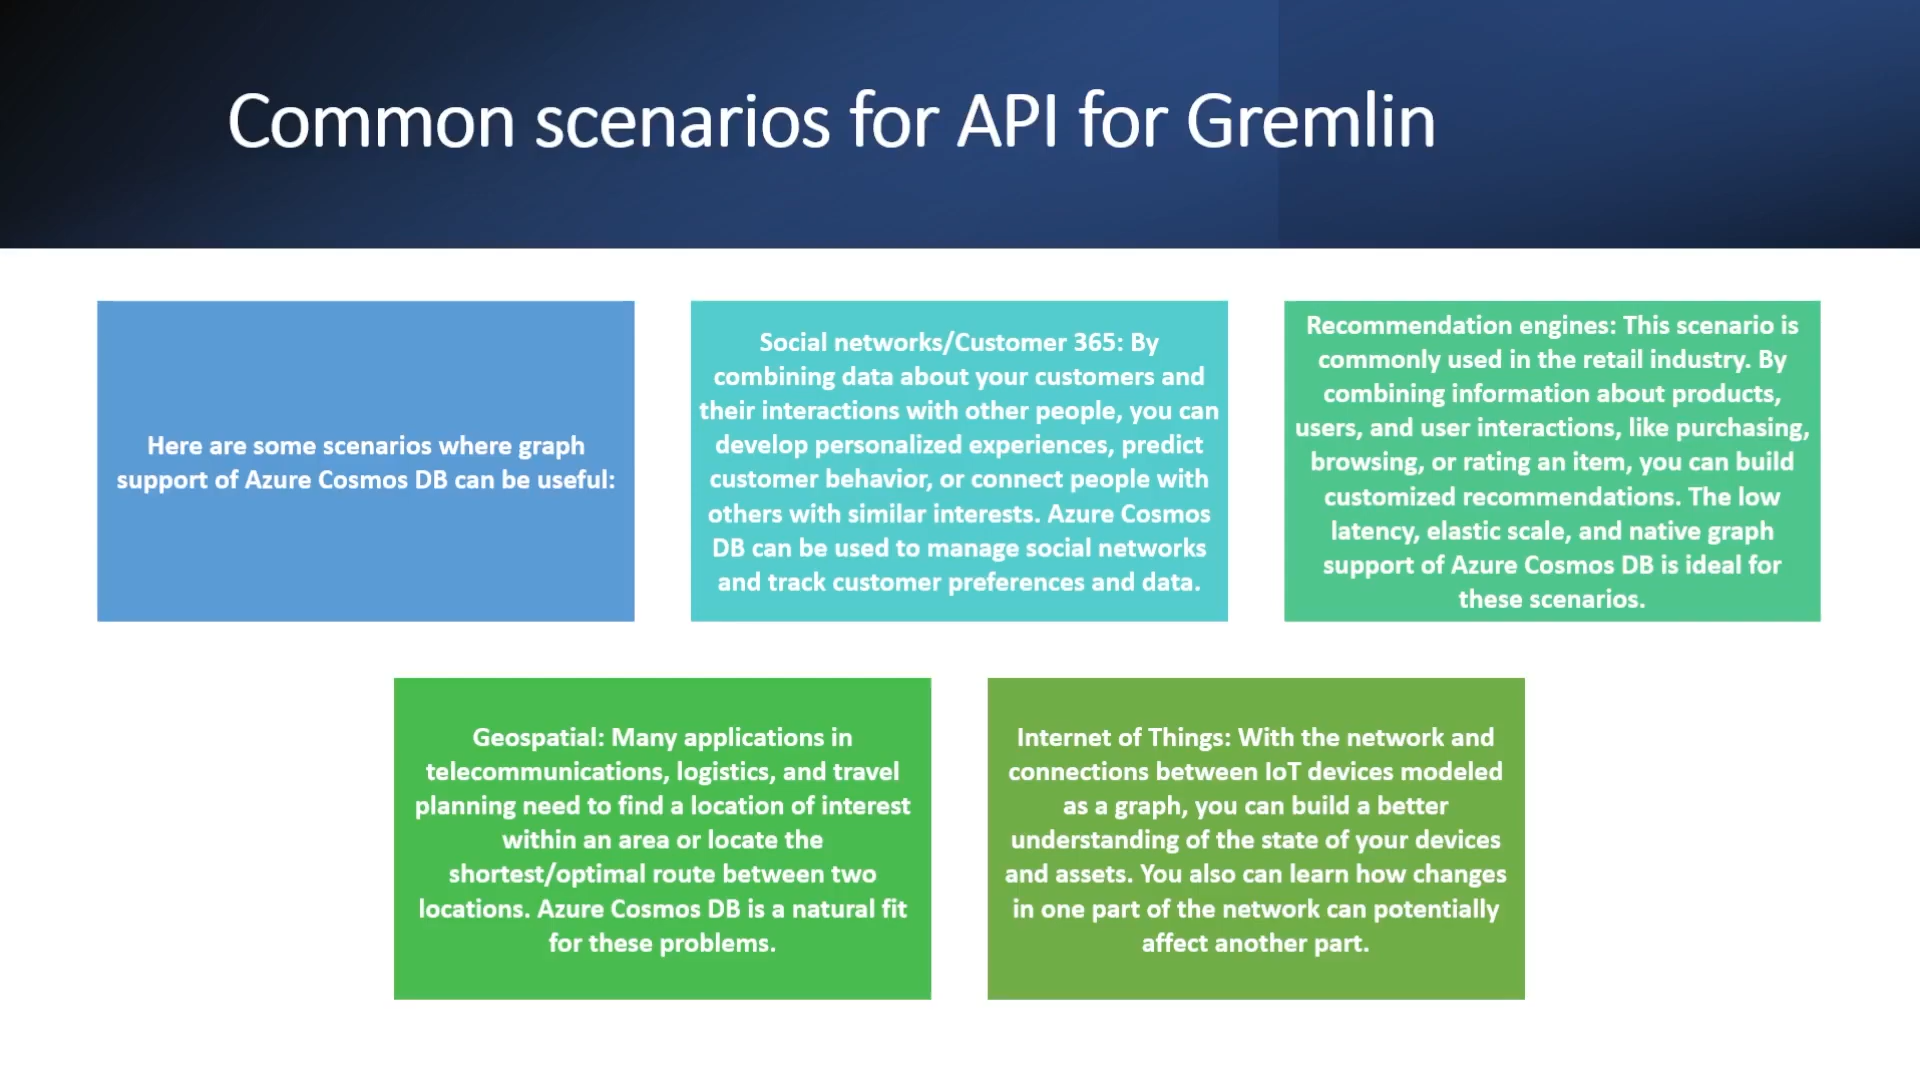 Common scenarios for API for Gremlin
Here are some scenarios where graph
support of Azure Cosmos DB can be useful:
Social networks/Customer 365: By
combining data about your customers and
their interactions with other people, you can
develop personalized experiences, predict
customer behavior, or connect people with
others with similar interests. Azure Cosmos
DB can be used to manage social networks
and track customer preferences and data.
Recommendation engines: This scenario is
commonly used in the retail industry. By
combining information about products,
users, and user interactions, like purchasing,
browsing, or rating an item, you can build
customized recommendations. The low
latency, elastic scale, and native graph
support of Azure Cosmos DB is ideal for
these scenarios.
Geospatial: Many applications in
telecommunications, logistics, and travel
planning need to find a location of interest
within an area or locate the
shortest/optimal route between two
locations. Azure Cosmos DB is a natural fit
for these problems.
Internet of Things: With the network and
connections between IoT devices modeled
as a graph, you can build a better
understanding of the state of your devices
and assets. You also can learn how changes
in one part of the network can potentially
affect another part.